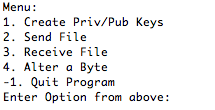 Menu:
1. Create Priv/Pub Keys
2. Send File
3. Receive File
4. Alter a Byte
-1. Quit Program
Enter Option from above: